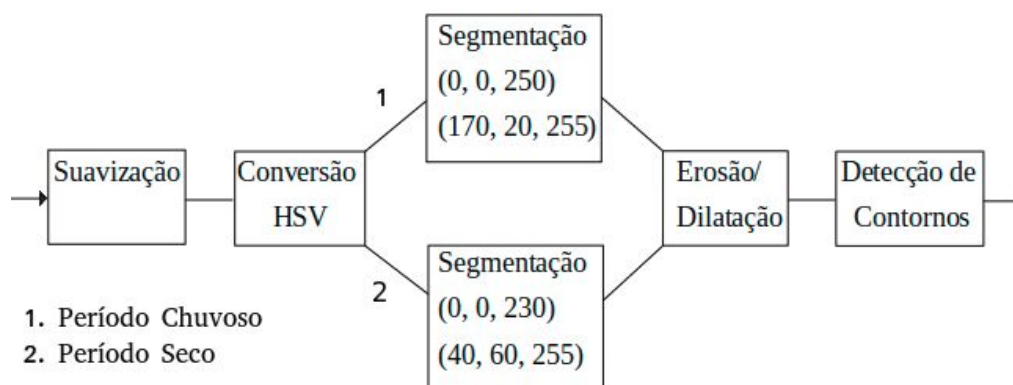 Suavização
Conversão
HSV
1
Segmentação
(0, 0, 250)
(170, 20, 255)
2
Segmentação
(0, 0, 230)
(40, 60, 255)
Erosão/
Dilatação
Detecção de
Contornos
1. Período Chuvoso
2. Período Seco